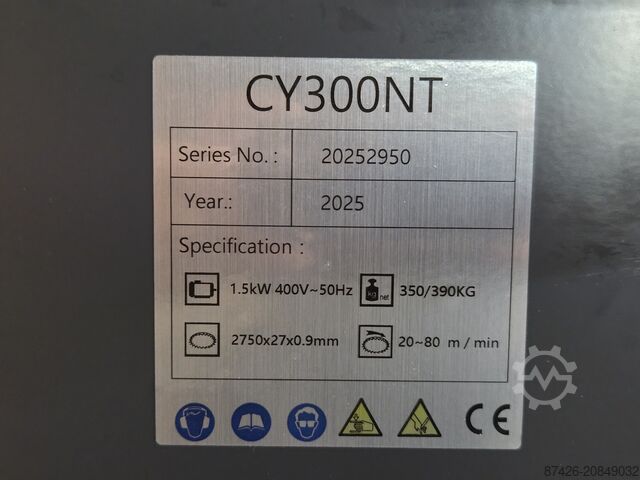 CY300NT
Series No. : 20252950
Year.: 2025
Specification :
1.5kW 400V~50Hz kg net 350/390KG
2750x27x0.9mm 20~80 m / min
CE
87426-20849032